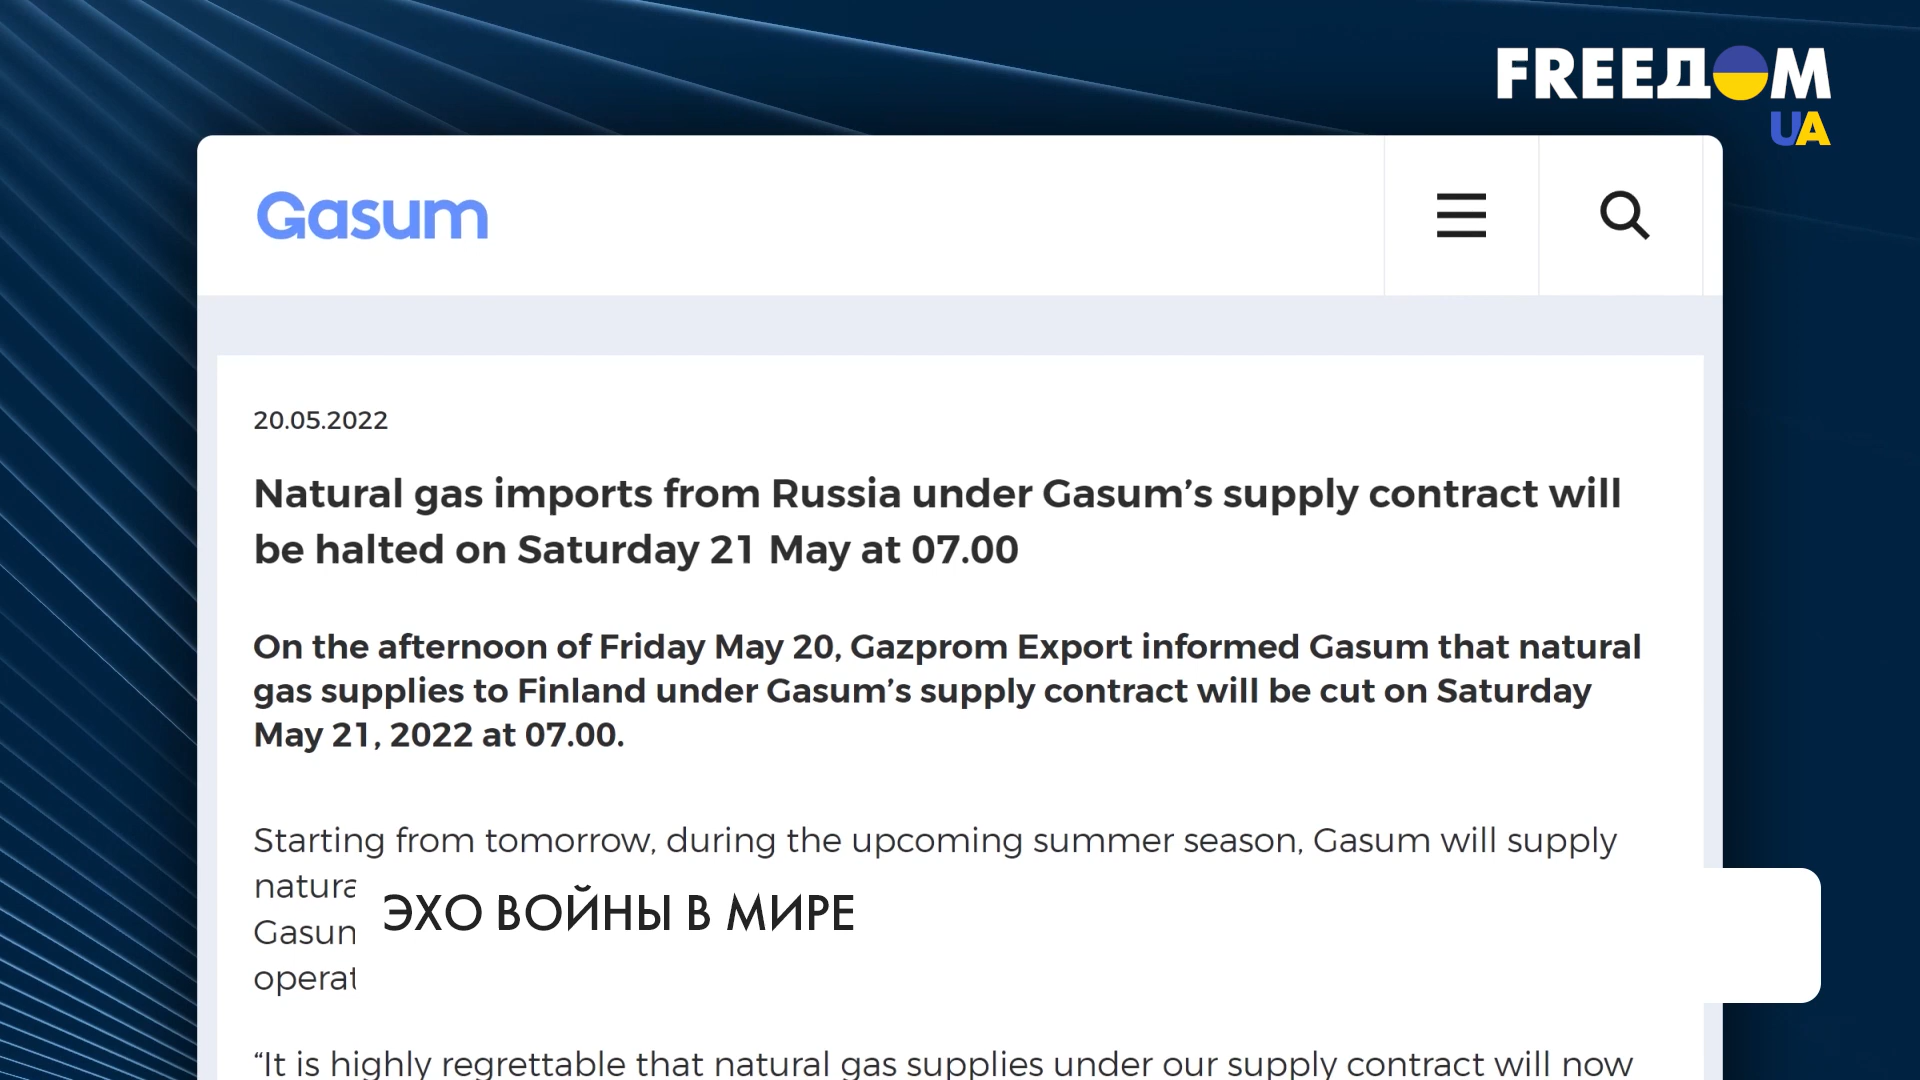 FREEДOM
UA
Gasum
20.05.2022
Natural gas imports from Russia under Gasum’s supply contract will
be halted on Saturday 21 May at 07.00
On the afternoon of Friday May 20, Gazprom Export informed Gasum that natural
gas supplies to Finland under Gasum’s supply contract will be cut on Saturday
May 21, 2022 at 07.00.
Starting from tomorrow, during the upcoming summer season, Gasum will supply
ЭХО ВОЙНЫ В МИРЕ
“It is highly regrettable that natural gas supplies under our supply contract will now